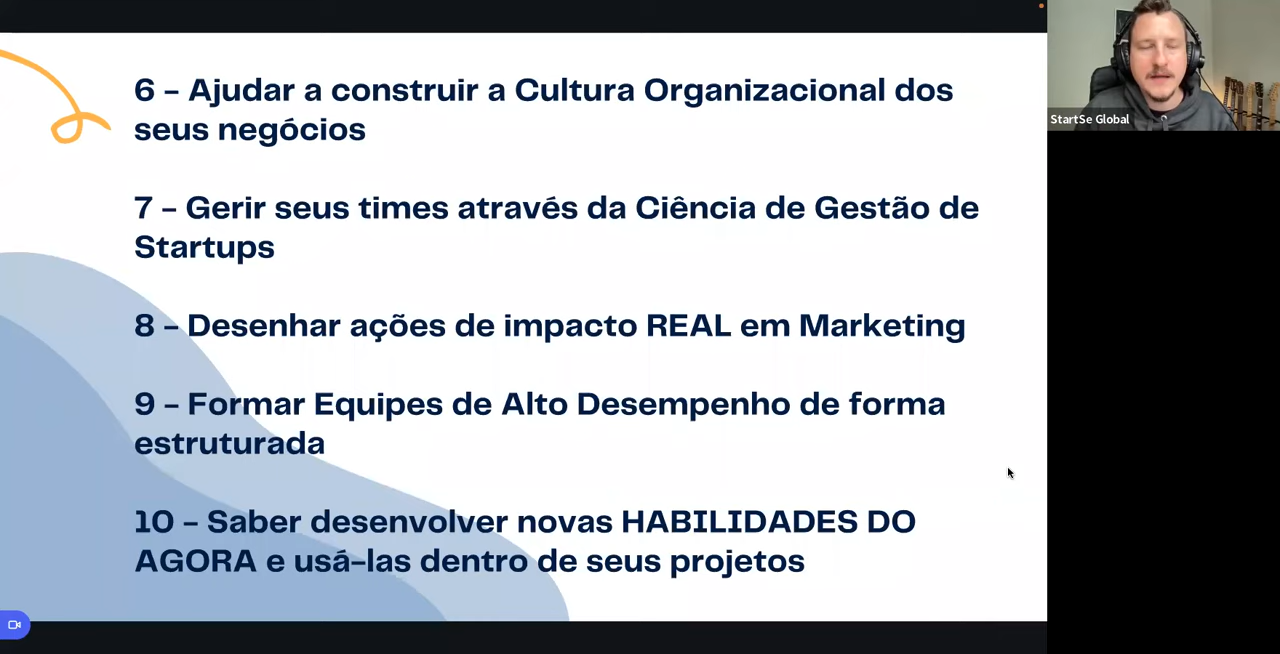 6 – Ajudar a construir a Cultura Organizacional dos
seus negócios
7 – Gerir seus times através da Ciência de Gestão de
Startups
8 – Desenhar ações de impacto REAL em Marketing
9 – Formar Equipes de Alto Desempenho de forma
estruturada
10 – Saber desenvolver novas HABILIDADES DO
AGORA e usá-las dentro de seus projetos
StartSe Global